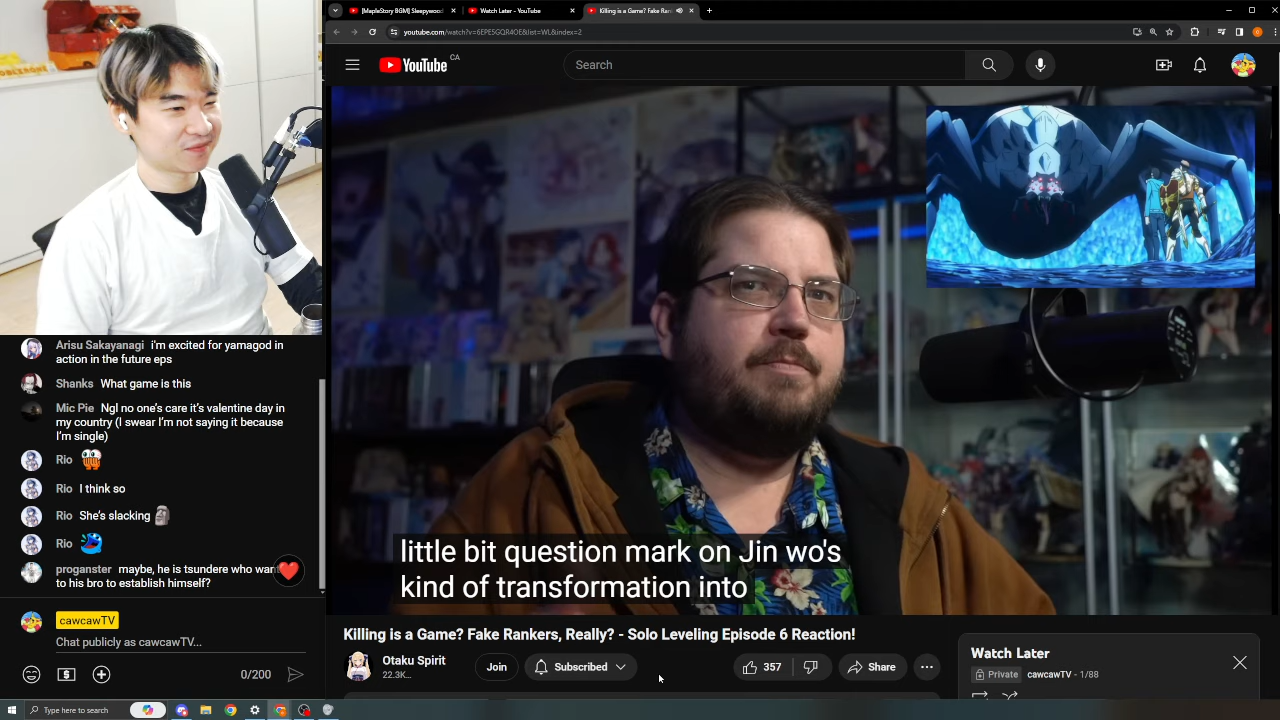 [MapleStory BGM] Sleepywood
Watch Later - YouTube
Killing is a Game? Fake Ran
youtube.com/watch?v=6EPE5GQR4OE&list=WL&index=2
YouTube CA
Search
little bit question mark on Jin wo's
kind of transformation into
Arisu Sakayanagi i'm excited for yamagod in
action in the future eps
Shanks What game is this
Mic Pie Ngl no one's care it's valentine day in
my country (I swear I'm not saying it because
I'm single)
Rio
Rio I think so
Rio She's slacking
Rio
proganster maybe, he is tsundere who wan
to his bro to establish himself?
cawcawTV
Chat publicly as cawcawTV...
0/200
Killing is a Game? Fake Rankers, Really? - Solo Leveling Episode 6 Reaction!
Otaku Spirit
22.3K...
Join
Subscribed
357
Share
Watch Later
Private cawcawTV - 1/88
Type here to search